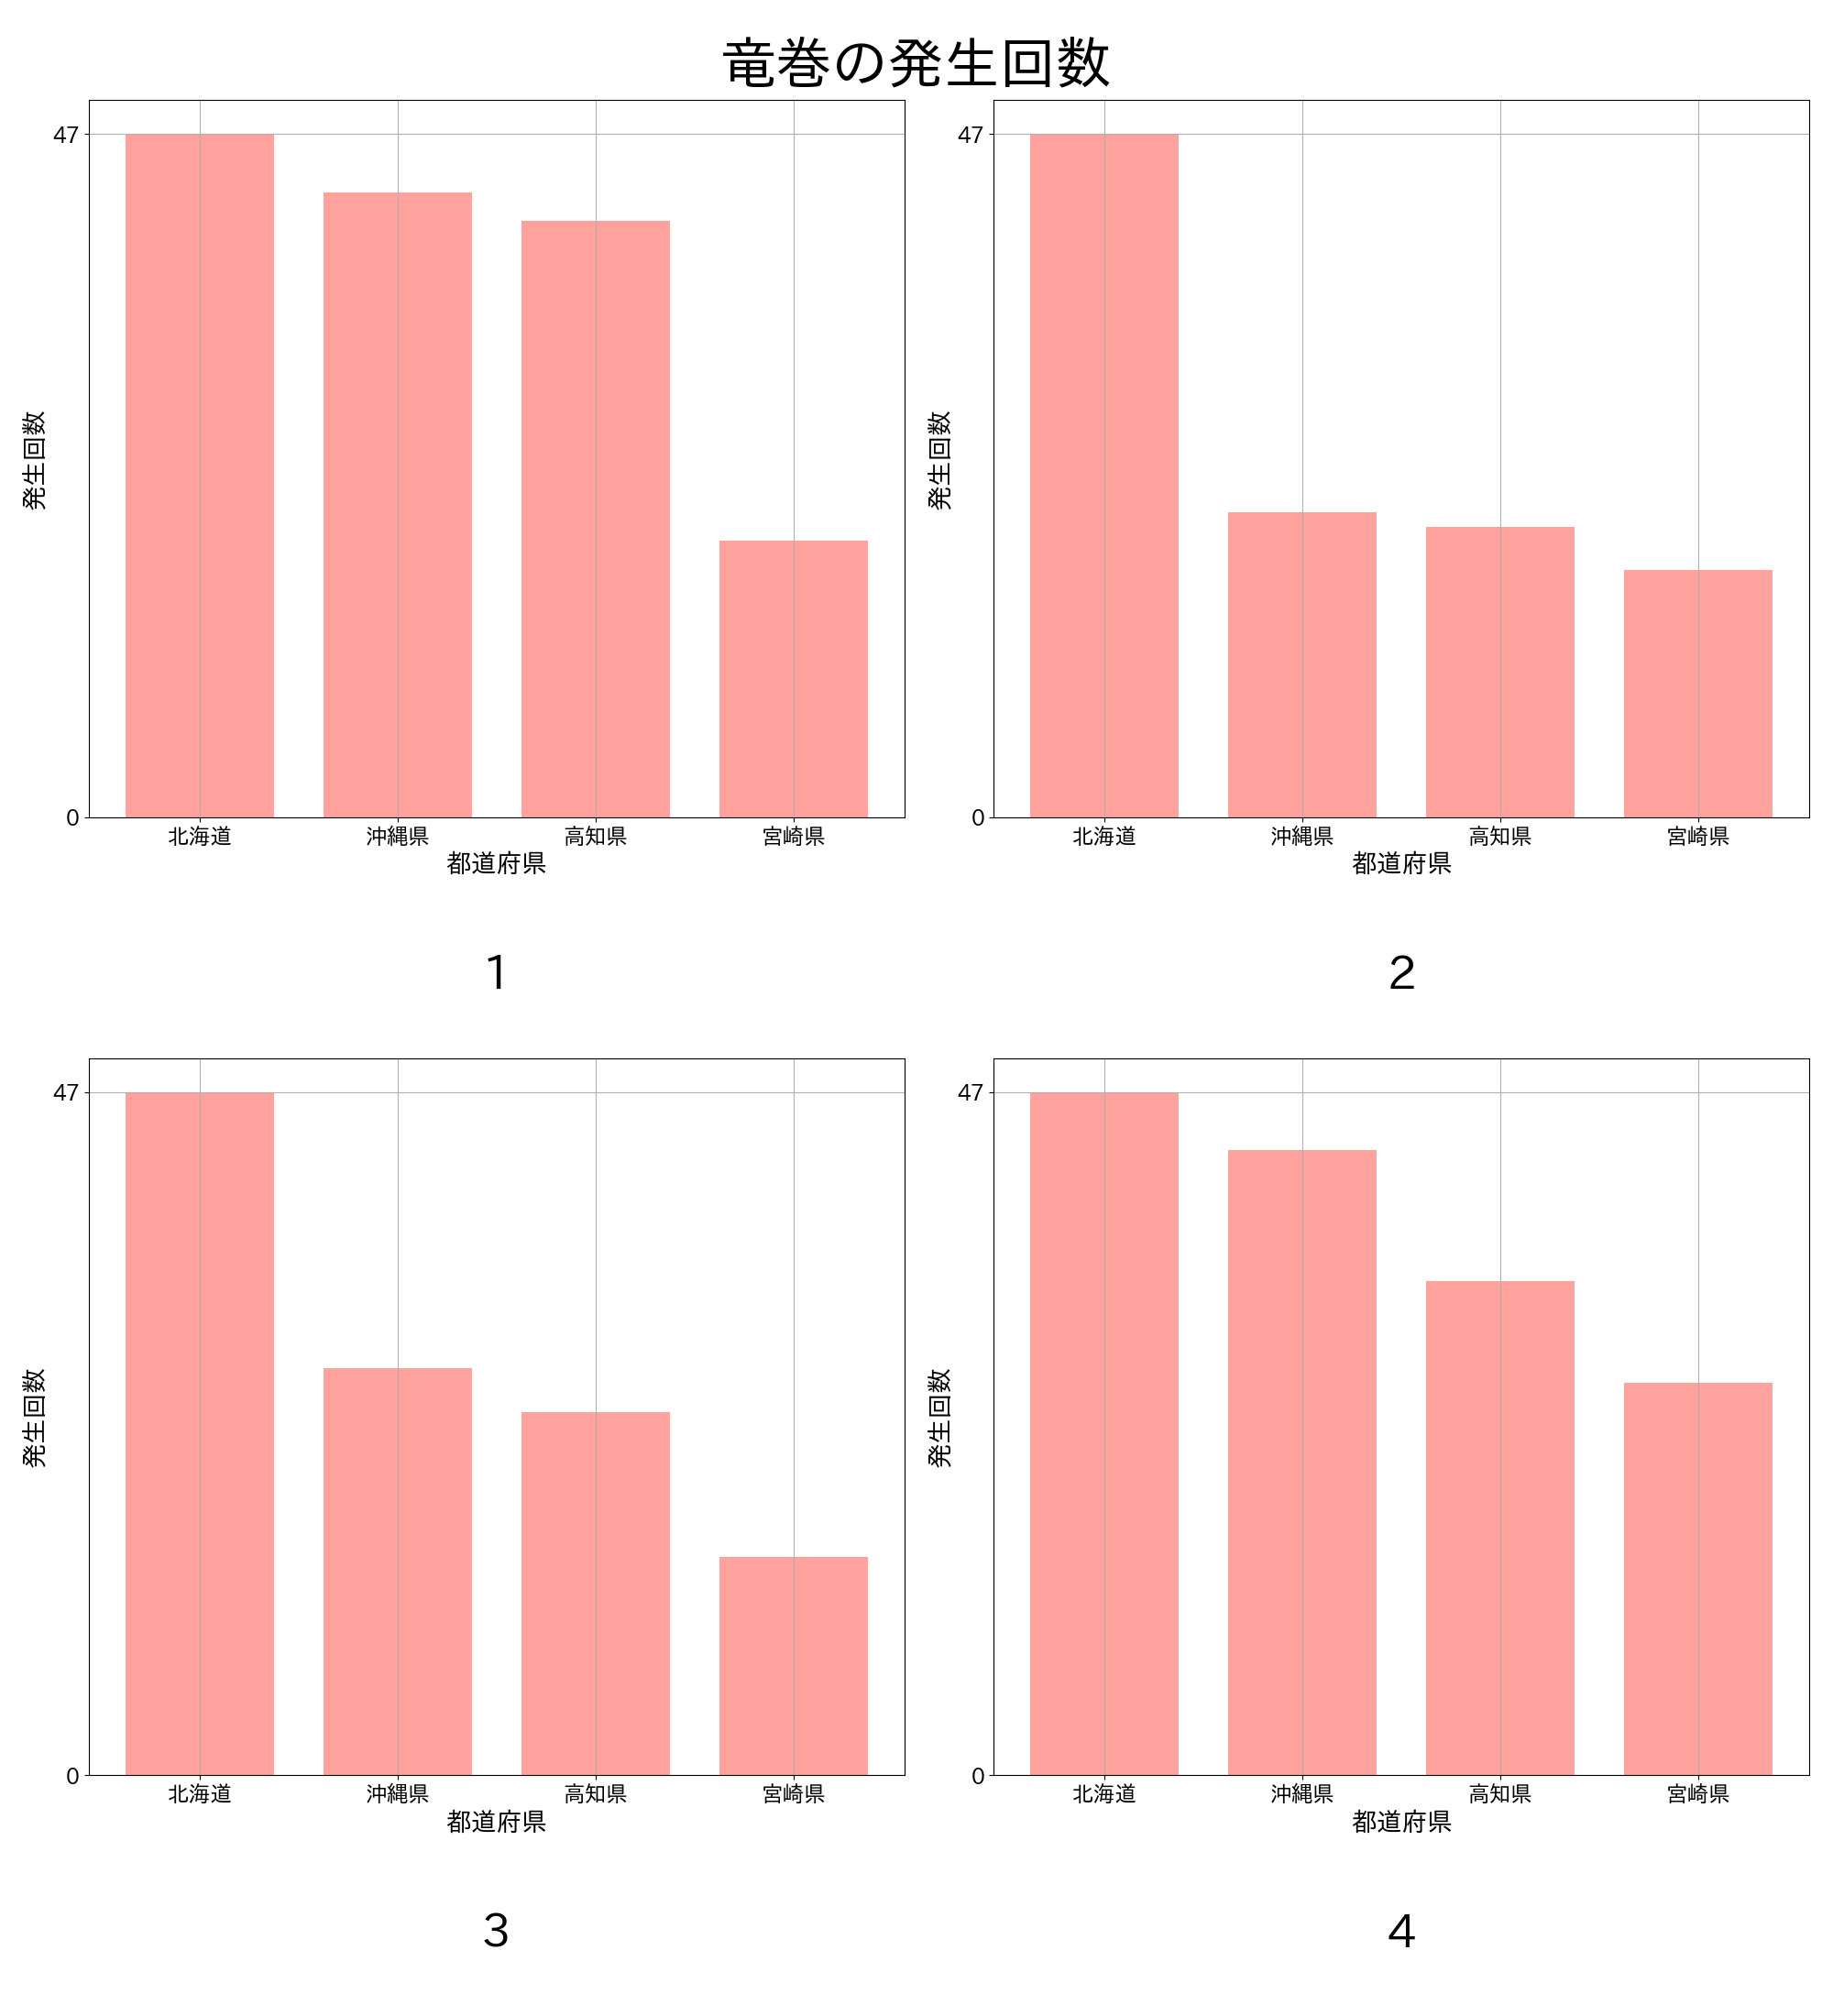 竜巻の発生回数
47
0
発生回数
北海道 沖縄県 高知県 宮崎県
都道府県
1
47
0
発生回数
北海道 沖縄県 高知県 宮崎県
都道府県
2
47
0
発生回数
北海道 沖縄県 高知県 宮崎県
都道府県
3
47
0
発生回数
北海道 沖縄県 高知県 宮崎県
都道府県
4